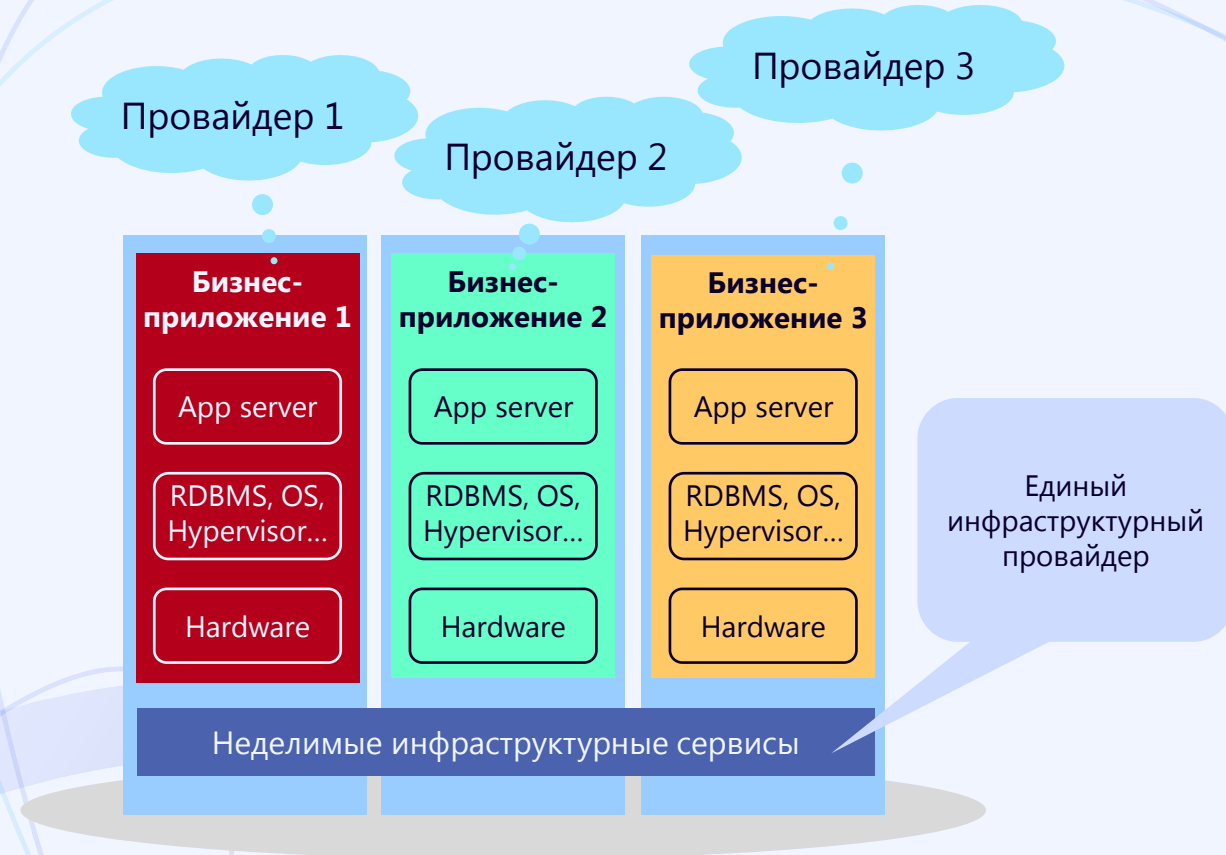 Провайдер 1
Провайдер 2
Провайдер 3
Бизнес-
приложение 1
App server
RDBMS, OS,
Hypervisor...
Hardware
Бизнес-
приложение 2
App server
RDBMS, OS,
Hypervisor...
Hardware
Бизнес-
приложение 3
App server
RDBMS, OS,
Hypervisor...
Hardware
Единый
инфраструктурный
провайдер
Неделимые инфраструктурные сервисы